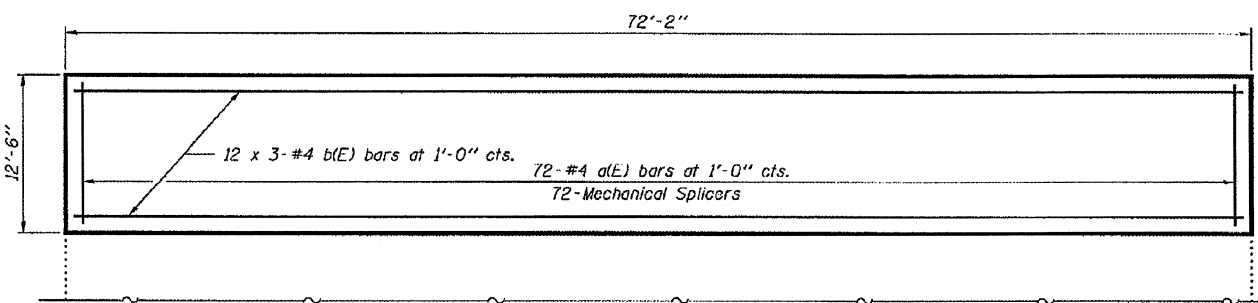 72'-2"
12'-6"
12 x 3-#4 b(E) bars at 1'-0" cts.
72-#4 a(E) bars at 1'-0" cts.
72-Mechanical Splicers